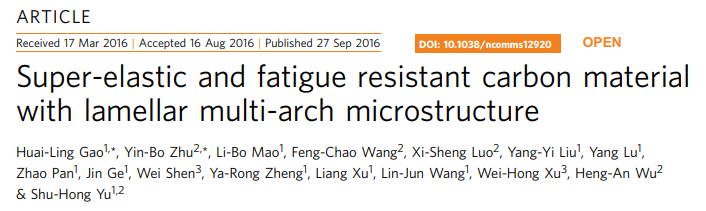 ARTICLE
Received 17 Mar 2016 | Accepted 16 Aug 2016 | Published 27 Sep 2016 DOI: 10.1038/ncomms12920 OPEN
Super-elastic and fatigue resistant carbon material
with lamellar multi-arch microstructure
Huai-Ling Gao1,*, Yin-Bo Zhu2,*, Li-Bo Mao1, Feng-Chao Wang2, Xi-Sheng Luo2, Yang-Yi Liu1, Yang Lu1,
Zhao Pan1, Jin Ge1, Wei Shen3, Ya-Rong Zheng1, Liang Xu1, Lin-Jun Wang1, Wei-Hong Xu3, Heng-An Wu2
& Shu-Hong Yu1,2